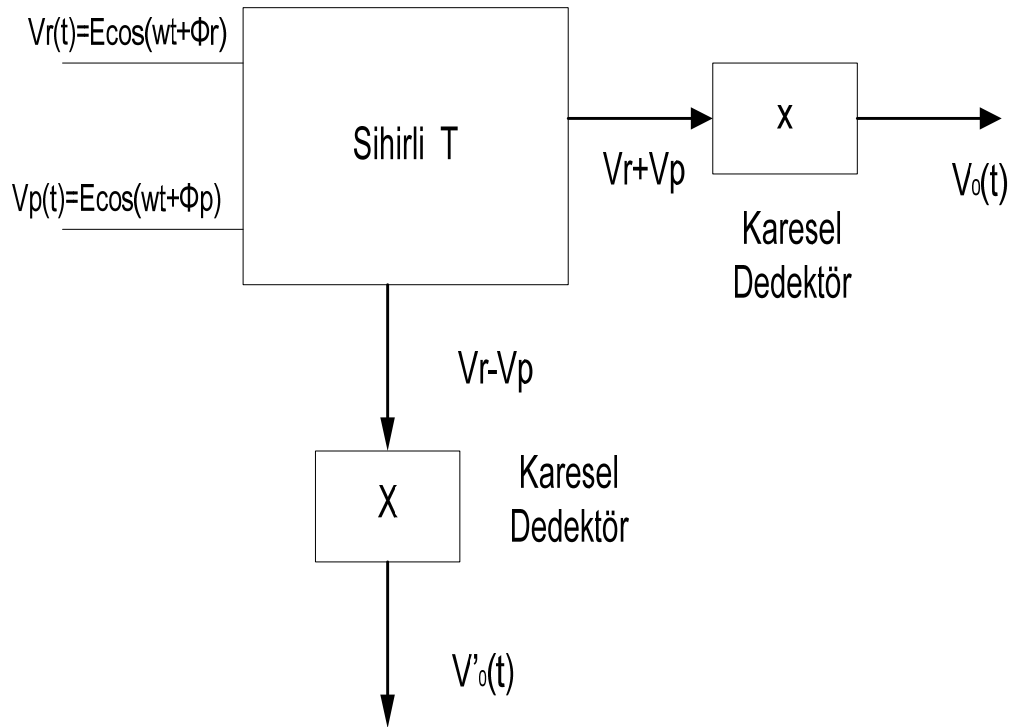 Vr(t)=Ecos(wt+Φr)
Vp(t)=Ecos(wt+Φp)
Sihirli T
Vr+Vp
x
V₀(t)
Karesel
Dedektör
Vr-Vp
X
Karesel
Dedektör
V'₀(t)